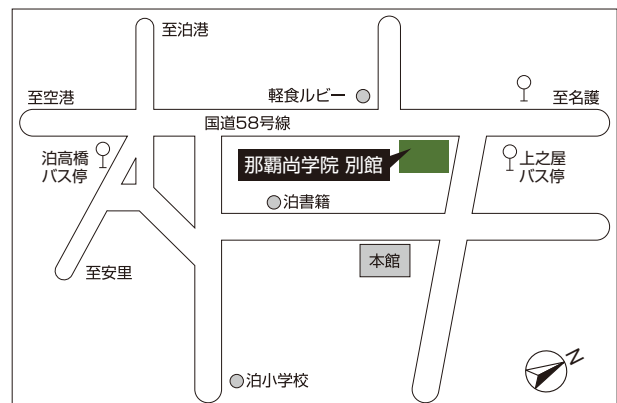 至泊港
至空港
軽食ルビー
至名護
国道58号線
泊高橋
バス停
那覇尚学院 別館
上之屋
バス停
泊書籍
本館
至安里
泊小学校
N